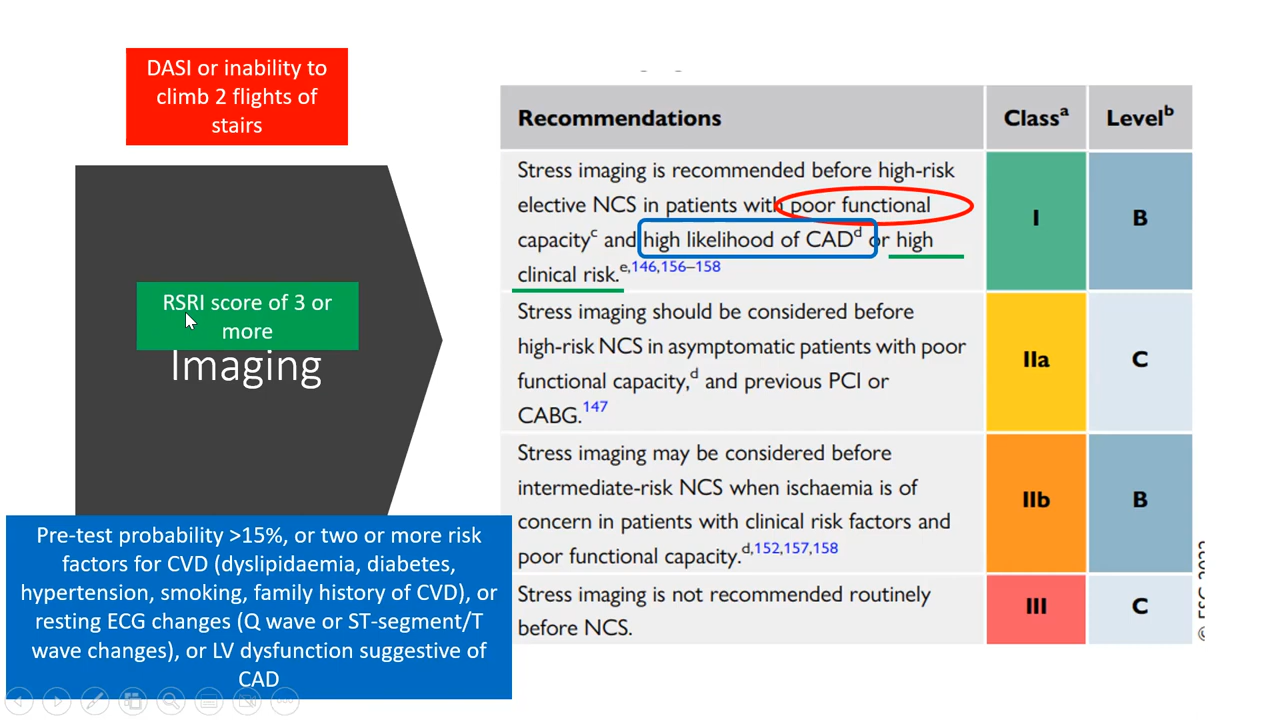 DASI or inability to
climb 2 flights of
stairs
RSRI score of 3 or
more
Imaging
Pre-test probability >15%, or two or more risk
factors for CVD (dyslipidaemia, diabetes,
hypertension, smoking, family history of CVD), or
resting ECG changes (Q wave or ST-segment/T
wave changes), or LV dysfunction suggestive of
CAD
Recommendations Classa Levelb
Stress imaging is recommended before high-risk
elective NCS in patients with poor functional
capacityc and high likelihood of CADd or high
clinical risk.e,146,156–158
I B
Stress imaging should be considered before
high-risk NCS in asymptomatic patients with poor
functional capacity,d and previous PCI or
CABG.147
IIa C
Stress imaging may be considered before
intermediate-risk NCS when ischaemia is of
concern in patients with clinical risk factors and
poor functional capacity.d,152,157,158
IIb B
Stress imaging is not recommended routinely
before NCS.
III C